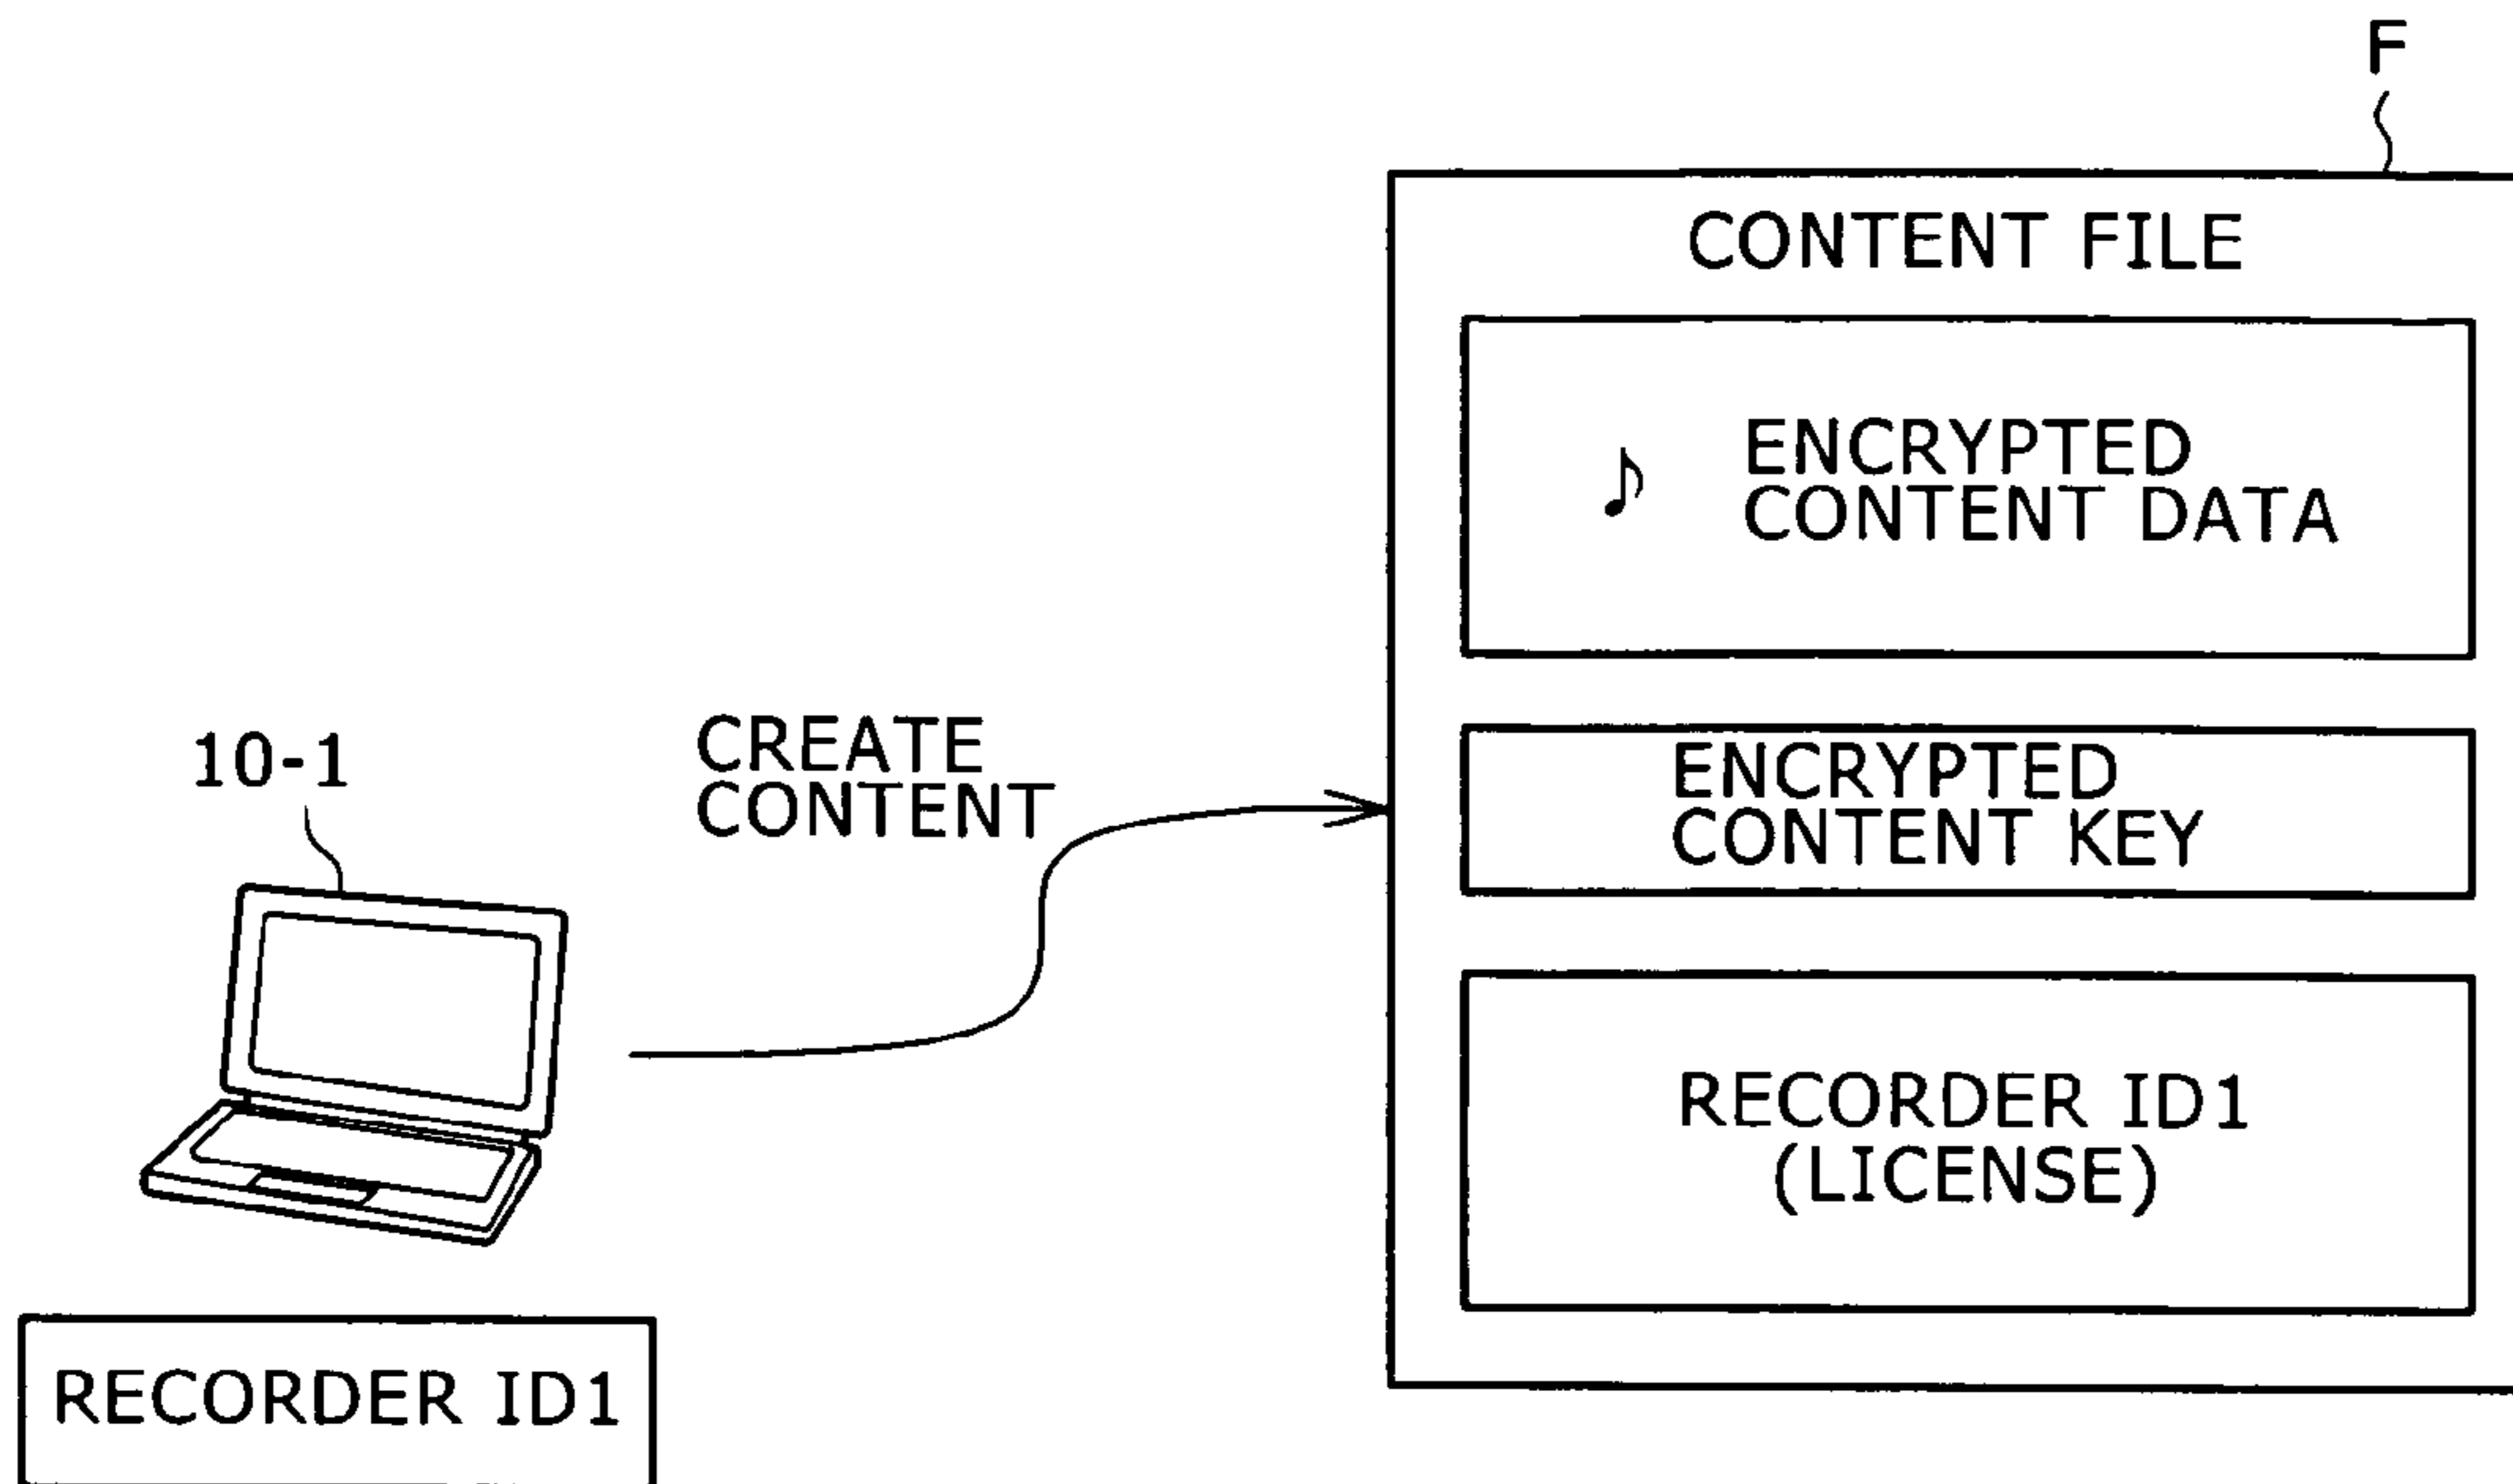 F
CONTENT FILE
ENCRYPTED
CONTENT DATA
10-1
CREATE
CONTENT
ENCRYPTED
CONTENT KEY
RECORDER ID1
(LICENSE)
RECORDER ID1